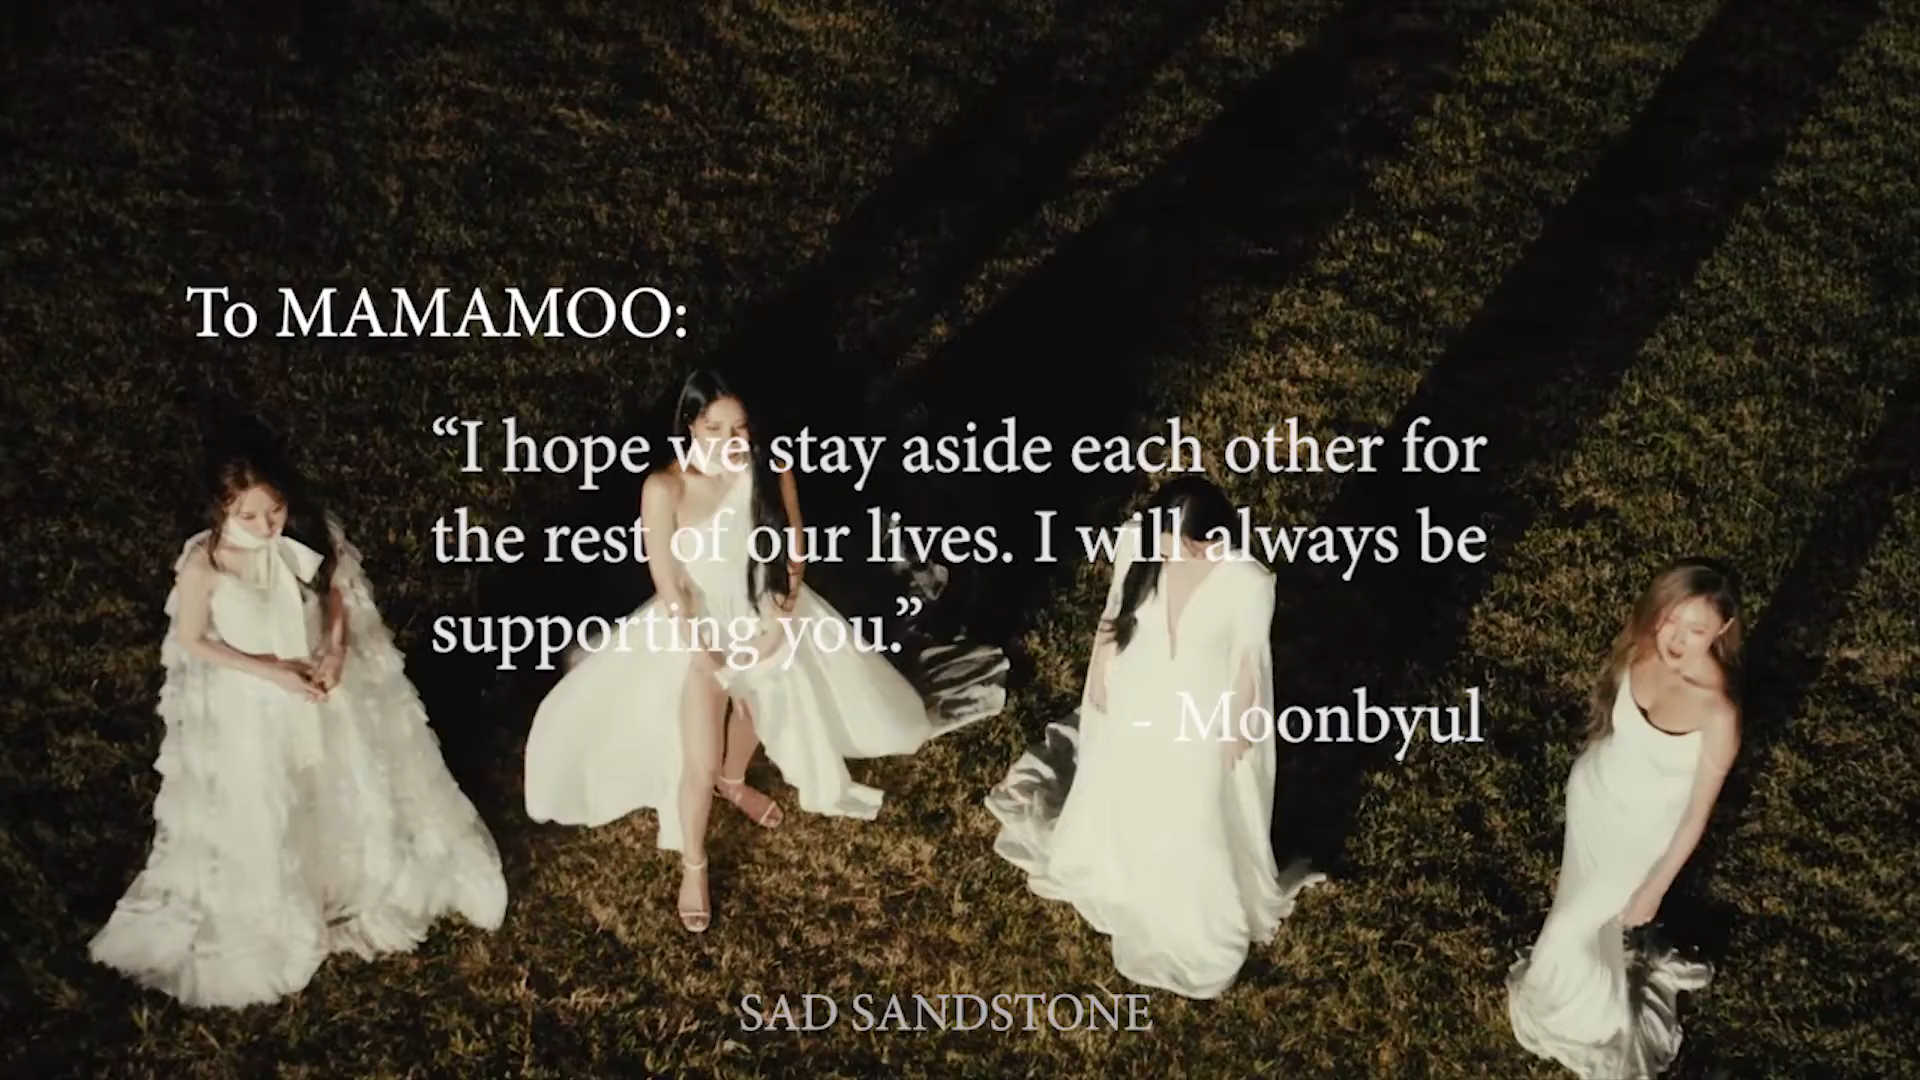 To MAMAMOO:
“I hope we stay aside each other for
the rest of our lives. I will always be
supporting you.”
- Moonbyul
SAD SANDSTONE